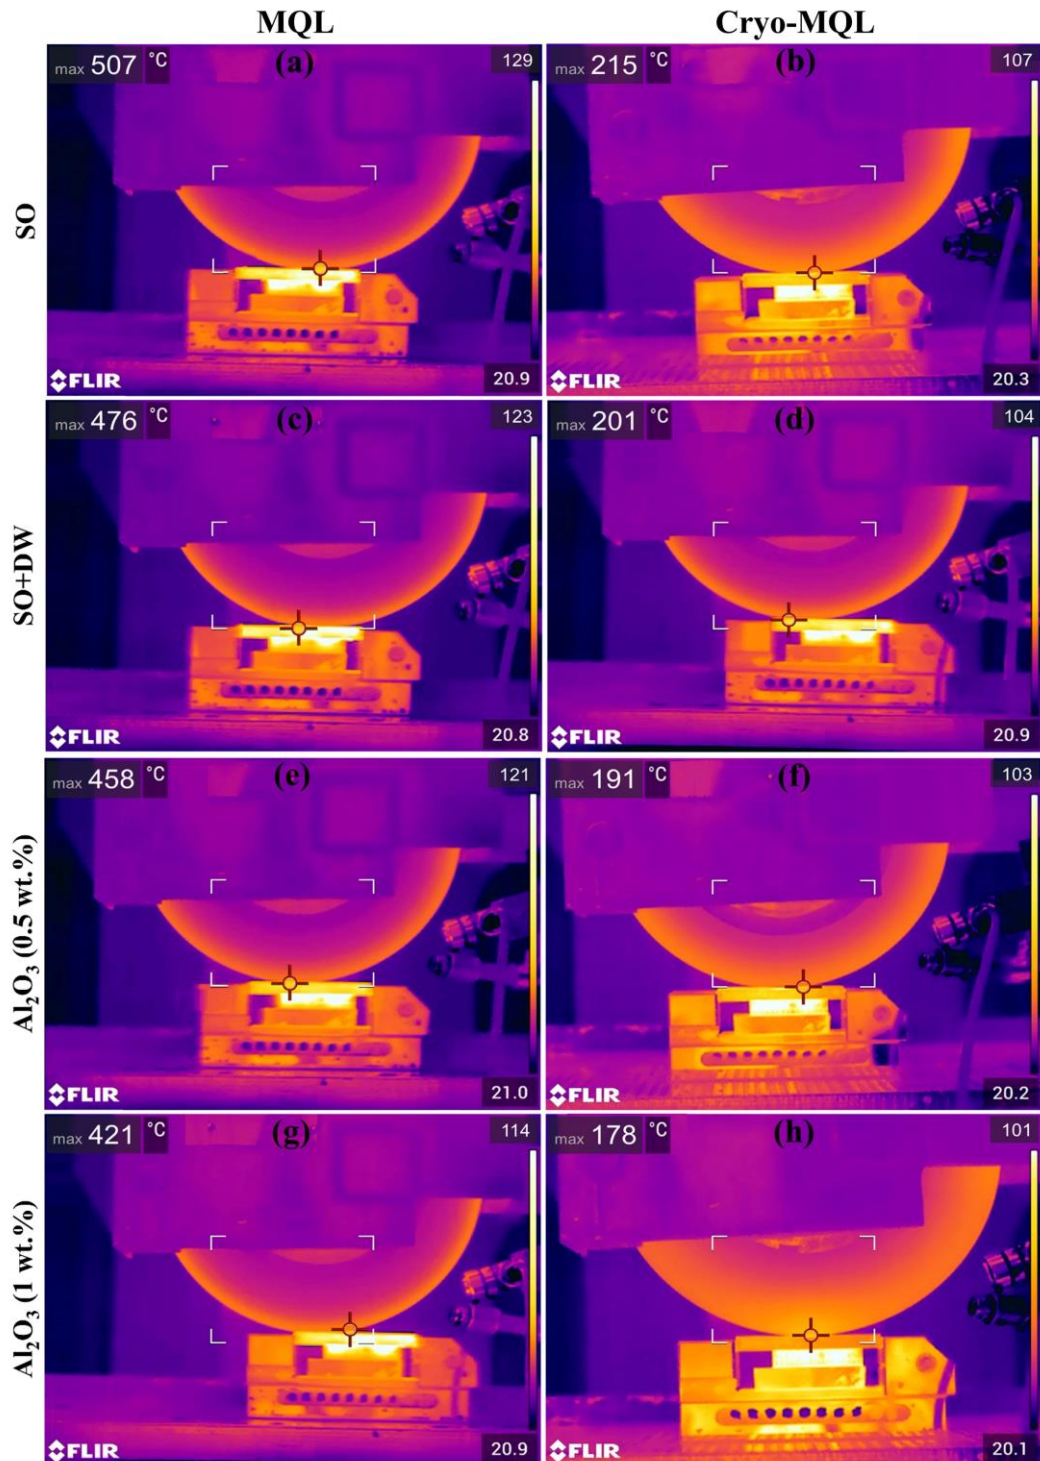 MQL
Cryo-MQL
SO
max 507 °C
(a)
129
FLIR
20.9
max 215 °C
(b)
107
FLIR
20.3
SO+DW
max 476 °C
(c)
123
FLIR
20.8
max 201 °C
(d)
104
FLIR
20.9
Al₂O₃ (0.5 wt.%)
max 458 °C
(e)
121
FLIR
21.0
max 191 °C
(f)
103
FLIR
20.2
Al₂O₃ (1 wt.%)
max 421 °C
(g)
114
FLIR
20.9
max 178 °C
(h)
101
FLIR
20.1